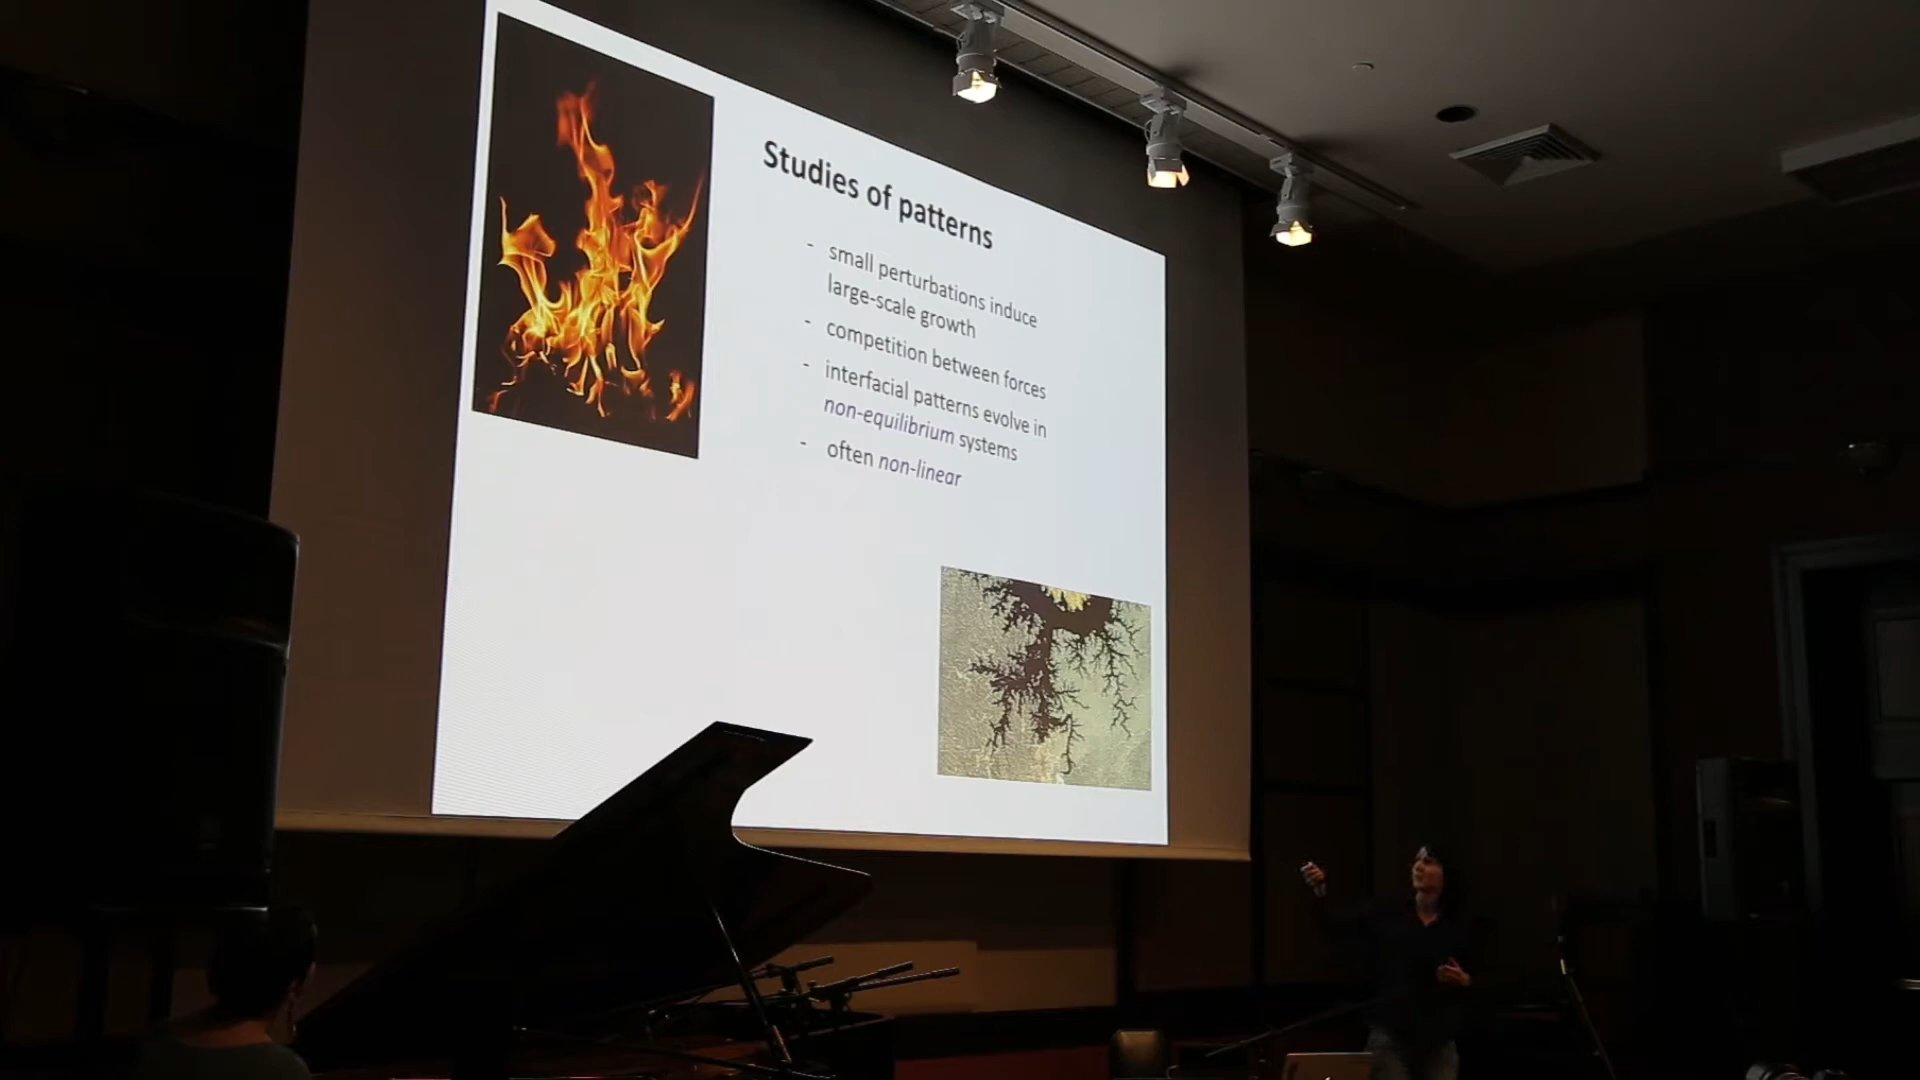 Studies of patterns
- small perturbations induce
large-scale growth
- competition between forces
- interfacial patterns evolve in
non-equilibrium systems
- often non-linear